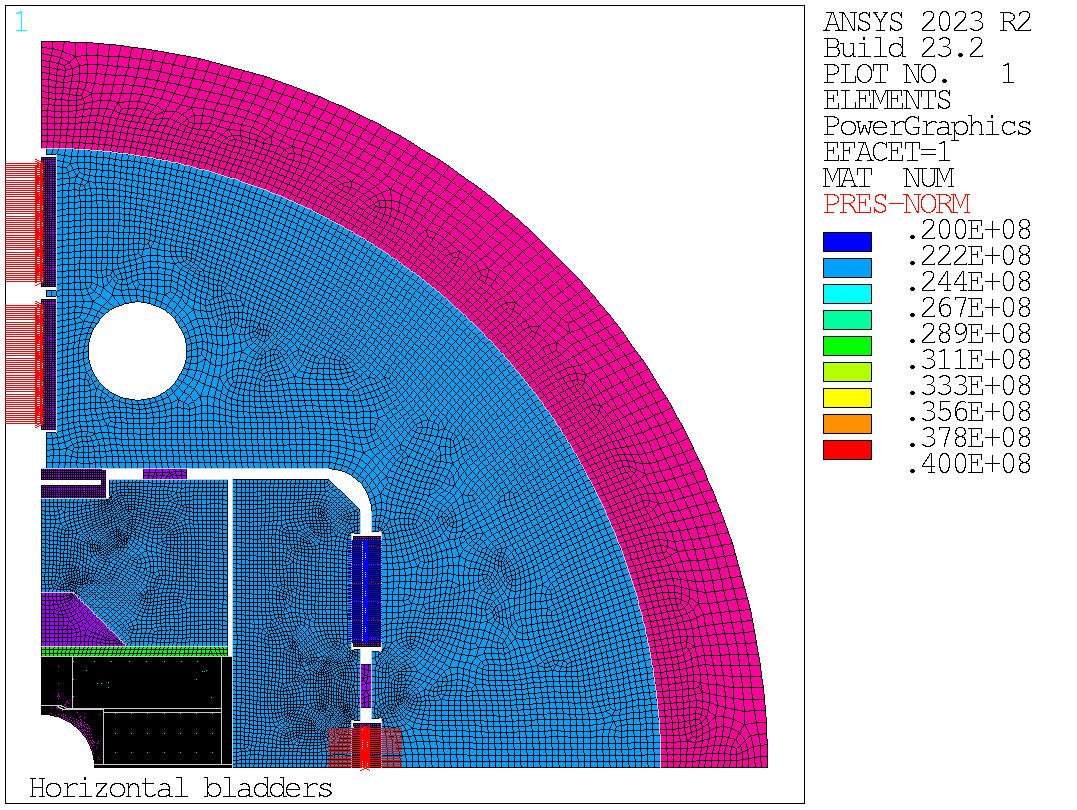 1
ANSYS 2023 R2
Build 23.2
PLOT NO. 1
ELEMENTS
PowerGraphics
EFACET=1
MAT NUM
PRES-NORM
.200E+08
.222E+08
.244E+08
.267E+08
.289E+08
.311E+08
.333E+08
.356E+08
.378E+08
.400E+08
Horizontal bladders